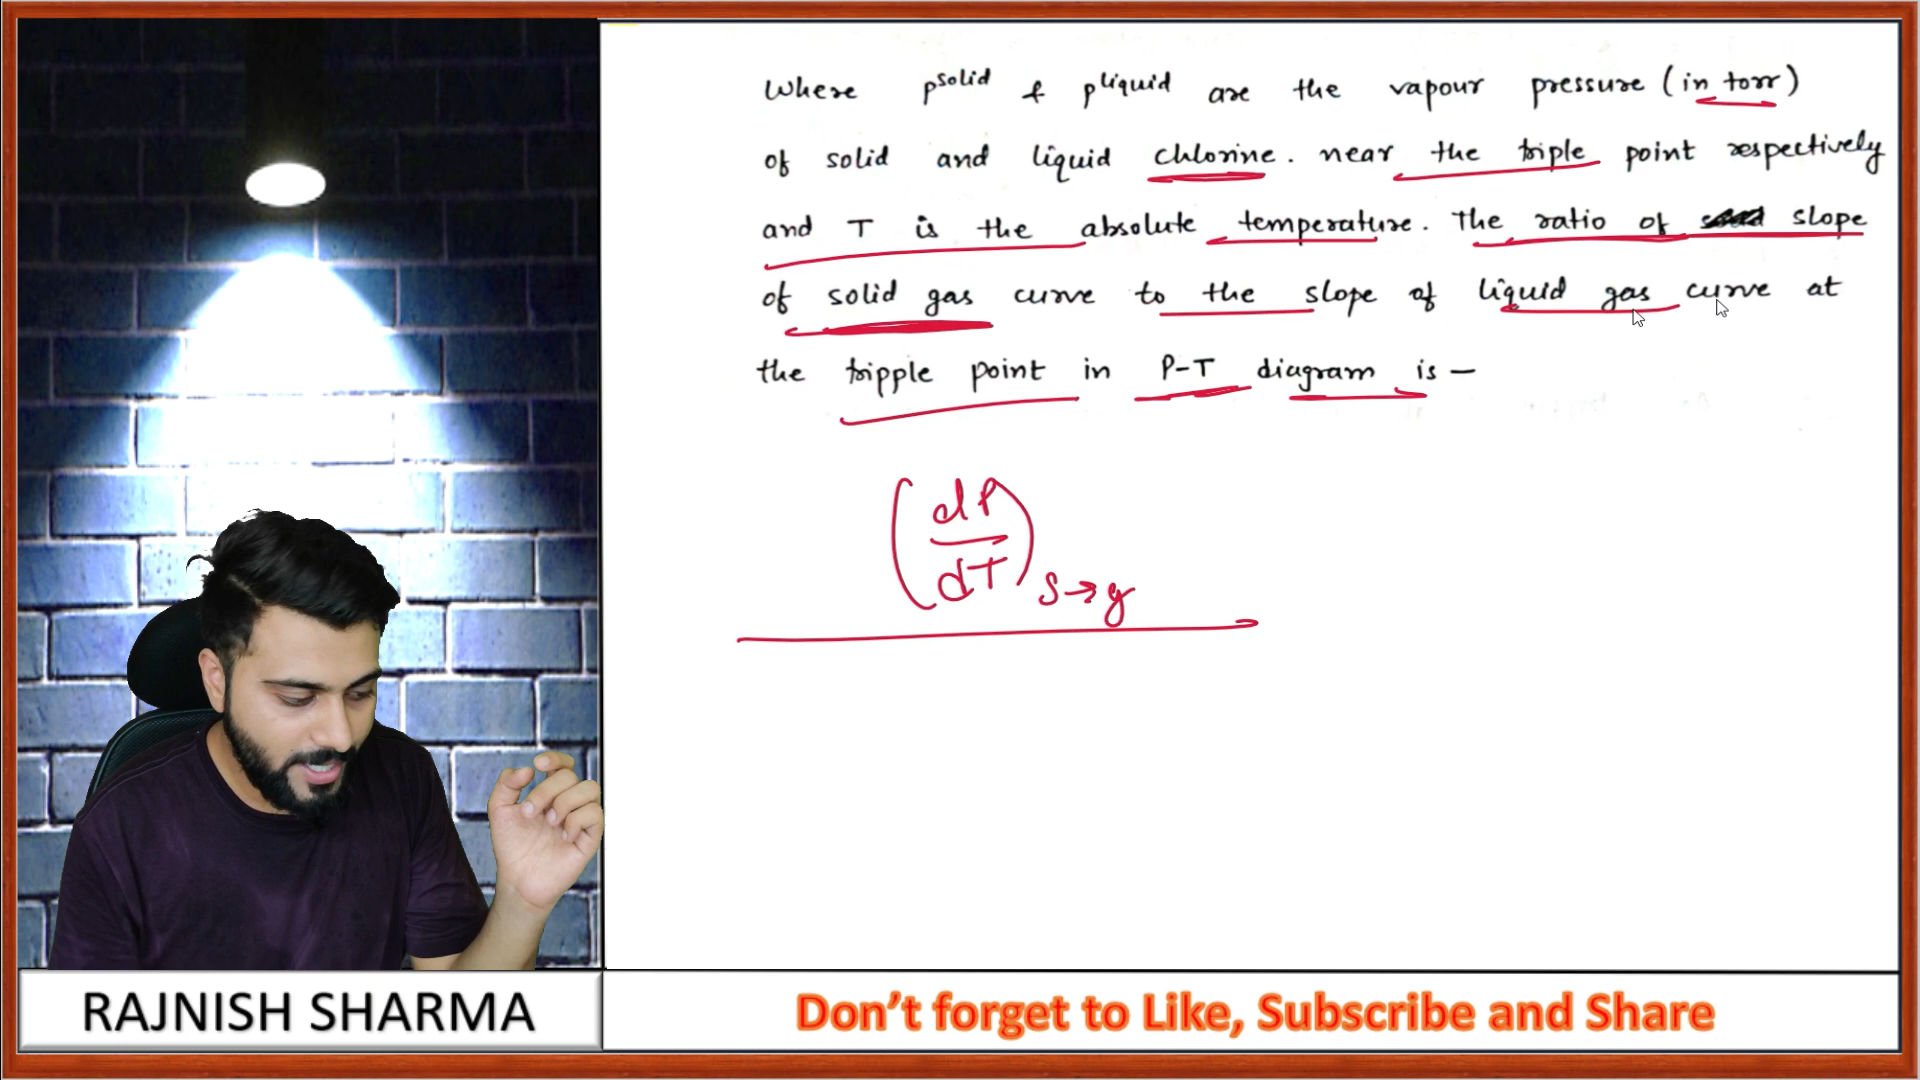 Where pSolid & pliquid are the vapour pressure (in torr)
of solid and liquid chlorine. near the triple point respectively
and T is the absolute temperature. The ratio of slope
of solid gas curve to the slope of liquid gas curve at
the tripple point in P-T diagram is -
(dP/dT) s→g
RAJNISH SHARMA
Don't forget to Like, Subscribe and Share